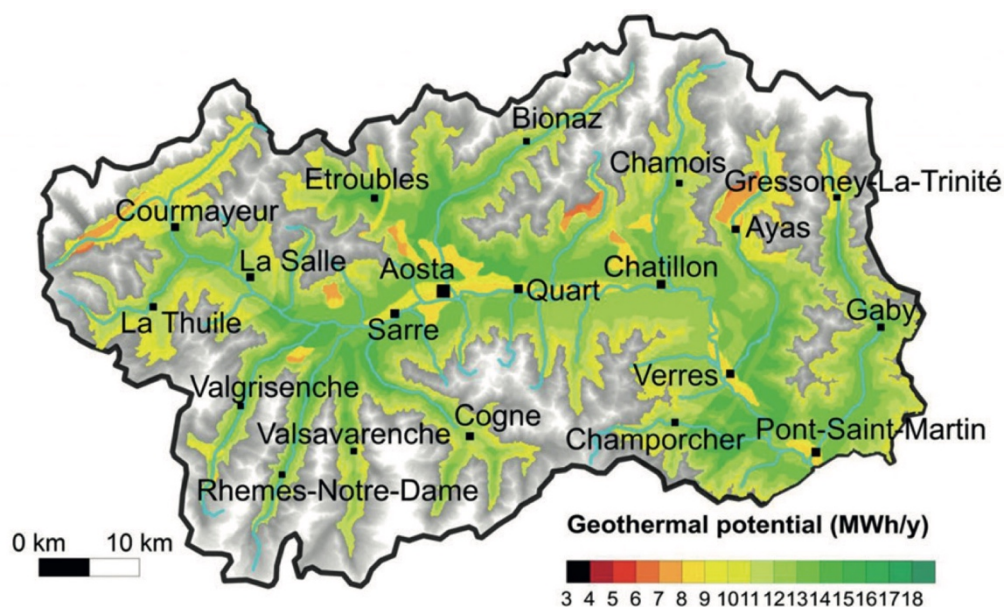 Bionaz
Chamois
Etroubles
Gressoney-La-Trinité
Courmayeur
Ayas
La Salle
Aosta
Chatillon
Quart
La Thuile
Sarre
Gaby
Valgrisenche
Verres
Cogne
Valsavarenche
Champorcher
Pont-Saint-Martin
Rhemes-Notre-Dame
0 km 10 km
Geothermal potential (MWh/y)
3 4 5 6 7 8 9 10 11 12 13 14 15 16 17 18